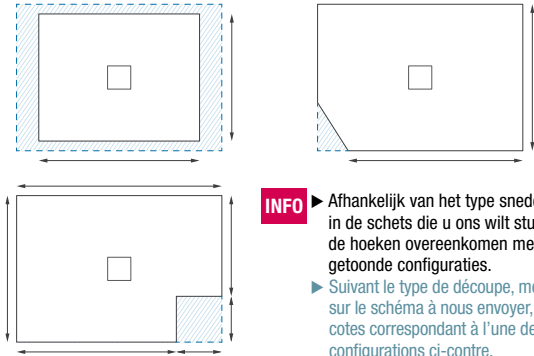 INFO
▶ Afhankelijk van het type
in de schets die u ons wilt
de hoeken overeenkomen
getoonde configuraties.
▶ Suivant le type de découpe,
sur le schéma à nous envoyer,
cotes correspondant à l'une
configurations ci-contre.